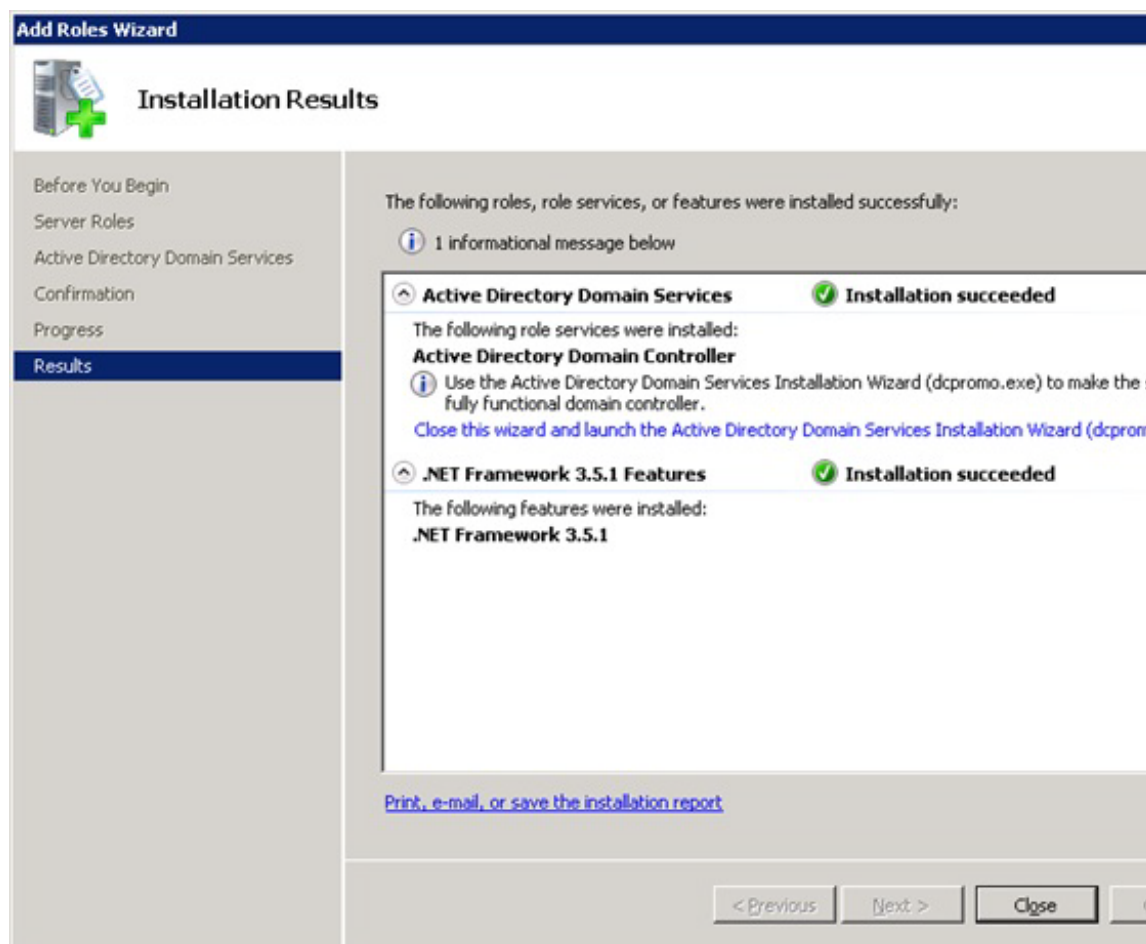 Add Roles Wizard
Installation Results
Before You Begin
Server Roles
Active Directory Domain Services
Confirmation
Progress
Results
The following roles, role services, or features were installed successfully:
1 informational message below
Active Directory Domain Services Installation succeeded
The following role services were installed:
Active Directory Domain Controller
Use the Active Directory Domain Services Installation Wizard (dcpromo.exe) to make the
fully functional domain controller.
Close this wizard and launch the Active Directory Domain Services Installation Wizard
.NET Framework 3.5.1 Features Installation succeeded
The following features were installed:
.NET Framework 3.5.1
Print, e-mail, or save the installation report
< Previous Next > Close